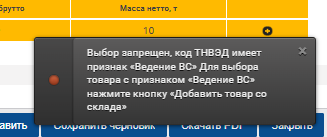 брутто Масса нетто, т
10
Выбор запрещен, код ТНВЭД имеет
признак «Ведение ВС» Для выбора
товара с признаком «Ведение ВС»
нажмите кнопку «Добавить товар со
склада»
авить Сохранить черновик Скачать PDF Закрыть